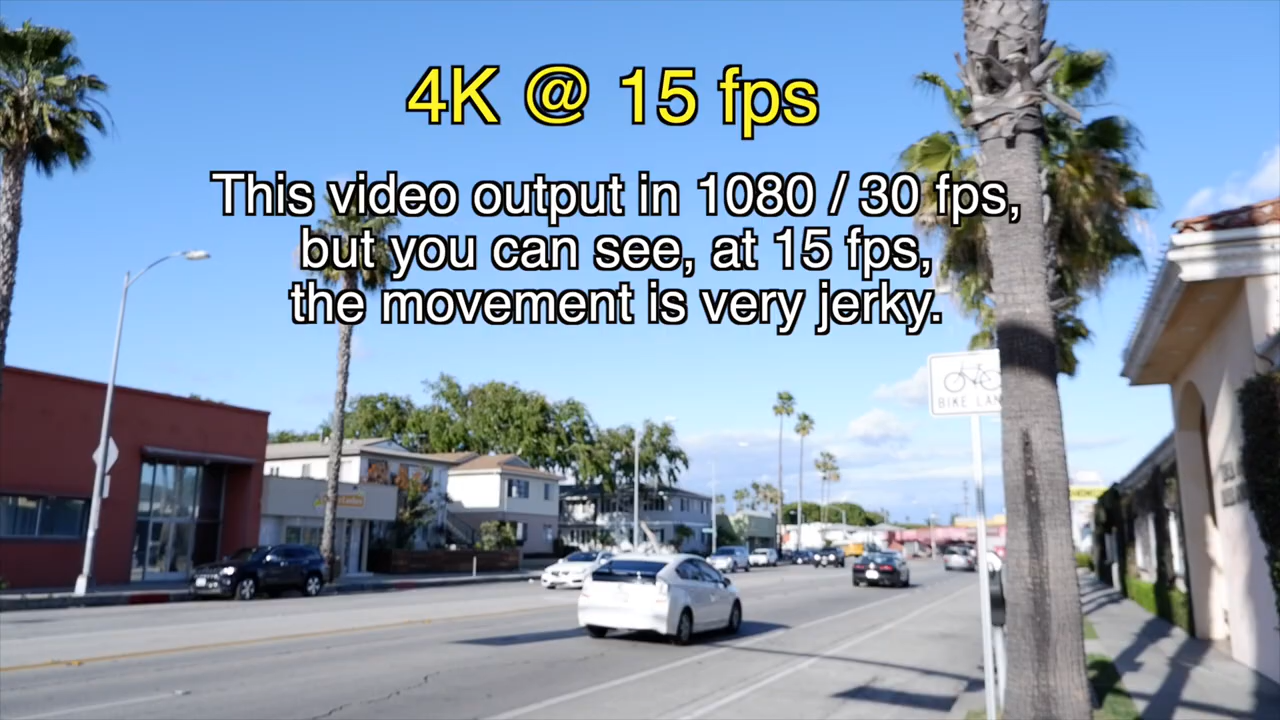 4K @ 15 fps
This video output in 1080 / 30 fps,
but you can see, at 15 fps,
the movement is very jerky.
BIKE LAN